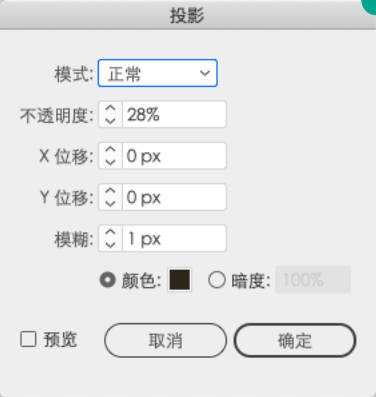 投影
模式: 正常
不透明度: 28%
X 位移: 0 px
Y 位移: 0 px
模糊: 1 px
颜色: 暗度: 100%
预览 取消 确定